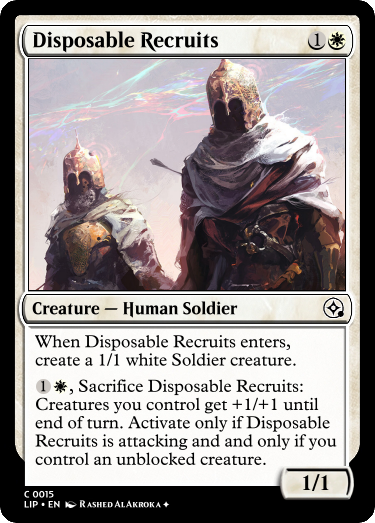 Disposable Recruits 1
Creature — Human Soldier
When Disposable Recruits enters,
create a 1/1 white Soldier creature.
1, Sacrifice Disposable Recruits:
Creatures you control get +1/+1 until
end of turn. Activate only if Disposable
Recruits is attacking and and only if you
control an unblocked creature.
1/1
C 0015
LIP • EN Rashed AlAkroka